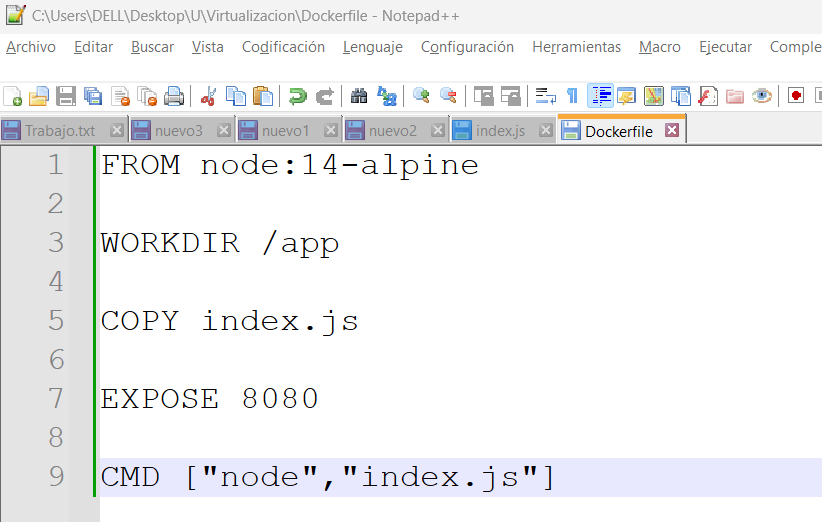 C:\Users\DELL\Desktop\U\Virtualizacion\Dockerfile - Notepad++
Archivo Editar Buscar Vista Codificación Lenguaje Configuración Herramientas Macro Ejecutar Comple
Trabajo.txt nuevo3 nuevo1 nuevo2 index.js Dockerfile
1 FROM node:14-alpine
2
3 WORKDIR /app
4
5 COPY index.js
6
7 EXPOSE 8080
8
9 CMD ["node","index.js"]